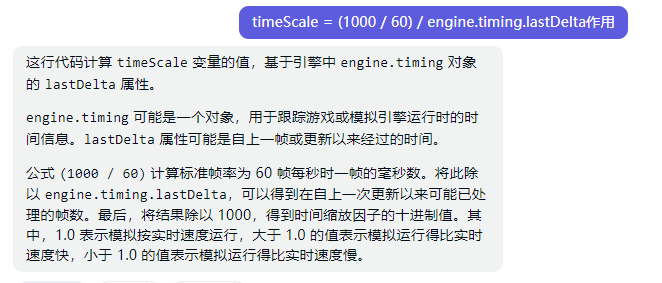 timeScale = (1000 / 60) / engine.timing.lastDelta作用
这行代码计算 timeScale 变量的值，基于引擎中 engine.timing 对象
的 lastDelta 属性。
engine.timing 可能是一个对象，用于跟踪游戏或模拟引擎运行时的时
间信息。lastDelta 属性可能是自上一帧或更新以来经过的时间。
公式 (1000 / 60) 计算标准帧率为 60 帧每秒时一帧的毫秒数。将此除
以 engine.timing.lastDelta，可以得到在自上一次更新以来可能已处
理的帧数。最后，将结果除以 1000，得到时间缩放因子的十进制值。其
中，1.0 表示模拟按实时速度运行，大于 1.0 的值表示模拟运行得比实时
速度快，小于 1.0 的值表示模拟运行得比实时速度慢。